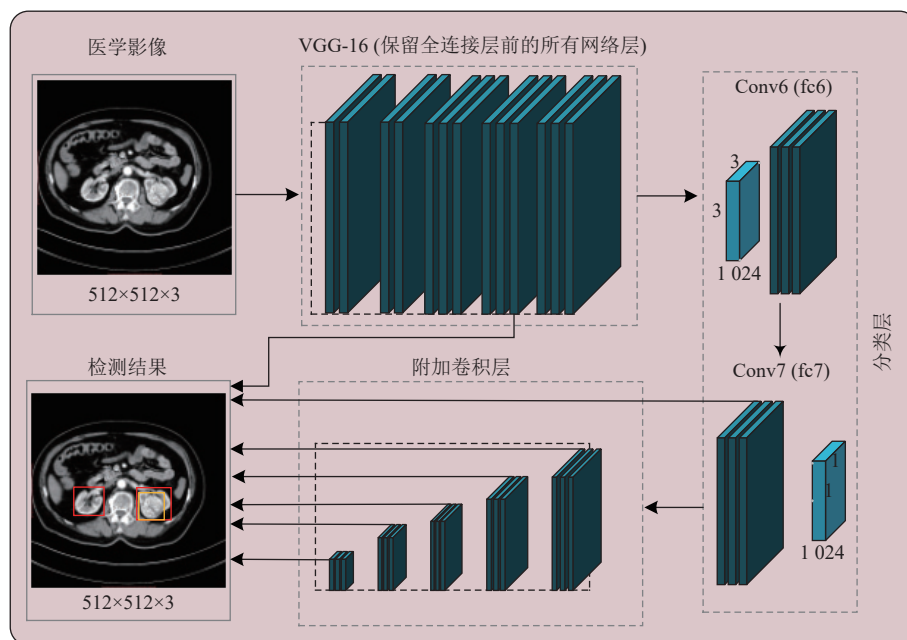 医学影像
VGG-16 (保留全连接层前的所有网络层)
512×512×3
Conv6 (fc6)
3
3
1 024
Conv7 (fc7)
1
1
1 024
分类层
附加卷积层
检测结果
512×512×3